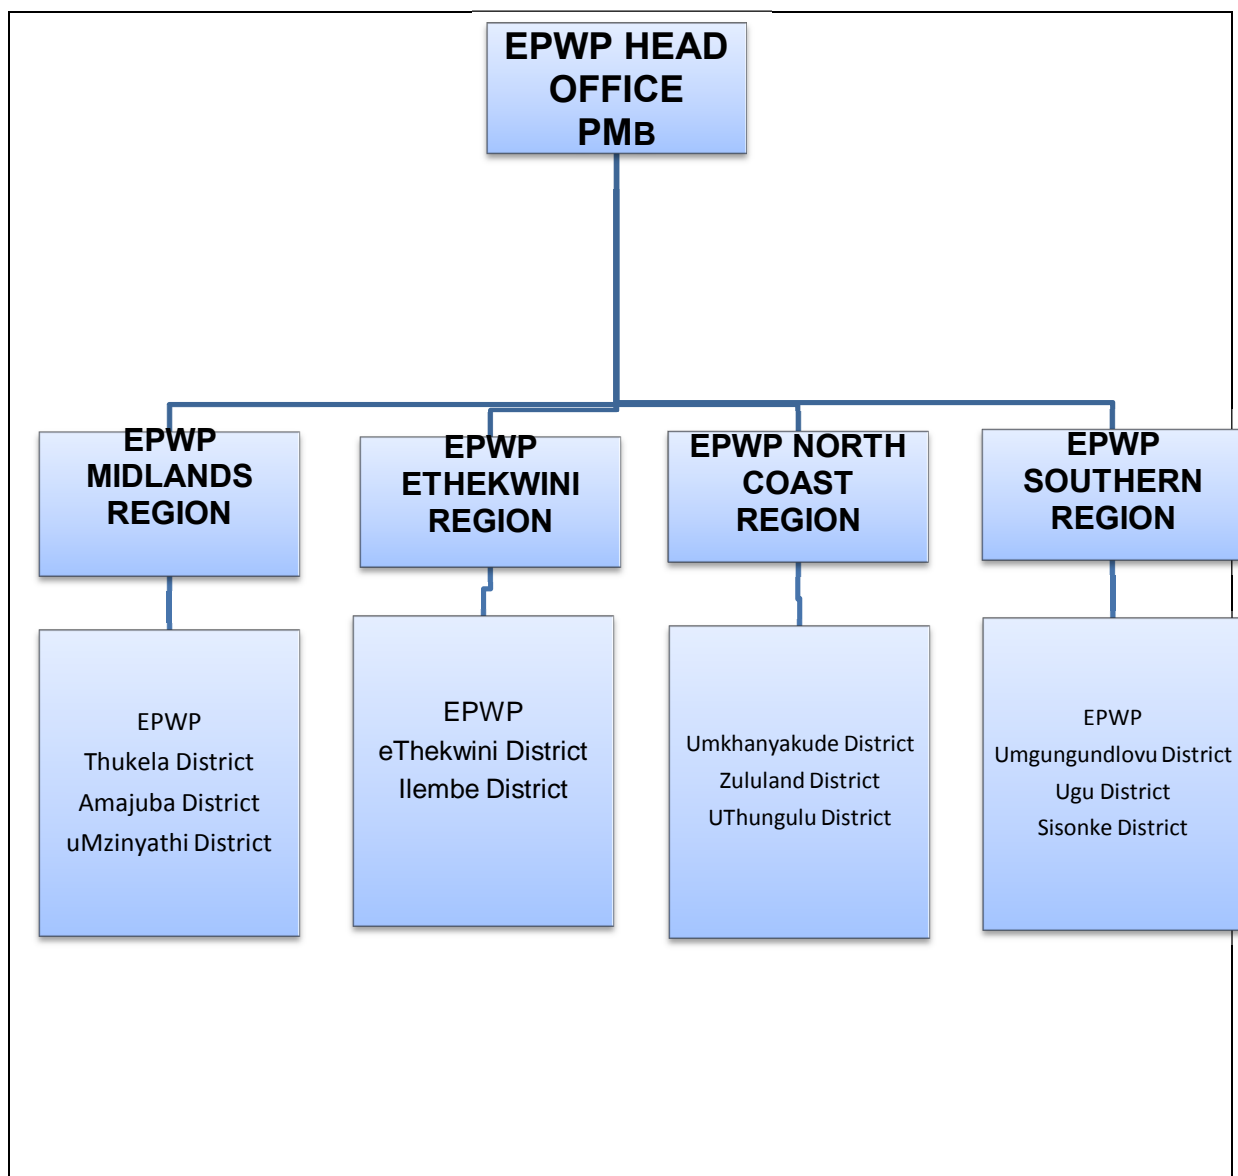 EPWP HEAD
OFFICE
PMB
EPWP
MIDLANDS
REGION
EPWP
ETHEKWINI
REGION
EPWP NORTH
COAST
REGION
EPWP
SOUTHERN
REGION
EPWP
Thukela District
Amajuba District
uMzinyathi District
EPWP
eThekwini District
Ilembe District
Umkhanyakude District
Zululand District
UThungulu District
EPWP
Umgungundlovu District
Ugu District
Sisonke District